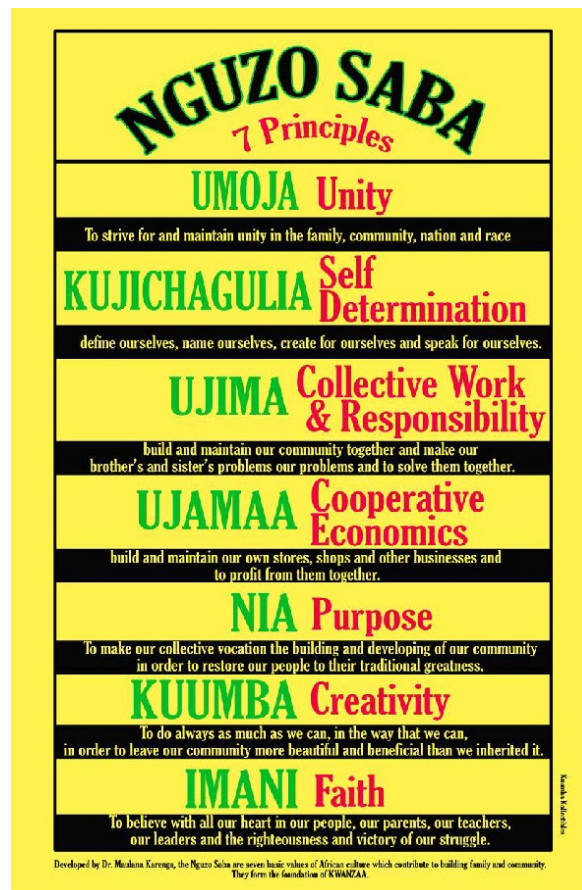 NGUZO SABA
7 Principles
UMOJA Unity
To strive for and maintain unity in the family, community, nation and race
KUJICHAGULIA Self
Determination
define ourselves, name ourselves, create for ourselves and speak for ourselves.
UJIMA Collective Work
& Responsibility
build and maintain our community together and make our
brother's and sister's problems our problems and to solve them together.
UJAMAA Cooperative
Economics
build and maintain our own stores, shops and other businesses and
to profit from them together.
NIA Purpose
To make our collective vocation the building and developing of our community
in order to restore our people to their traditional greatness.
KUUMBA Creativity
To do always as much as we can, in the way that we can,
in order to leave our community more beautiful and beneficial than we inherited it.
IMANI Faith
To believe with all our heart in our people, our parents, our teachers,
our leaders and the righteousness and victory of our struggle.
Developed by Dr. Maulana Karenga, the Nguzo Saba are seven basic values of African culture which contribute to building family and community.
They form the foundation of KWANZAA.